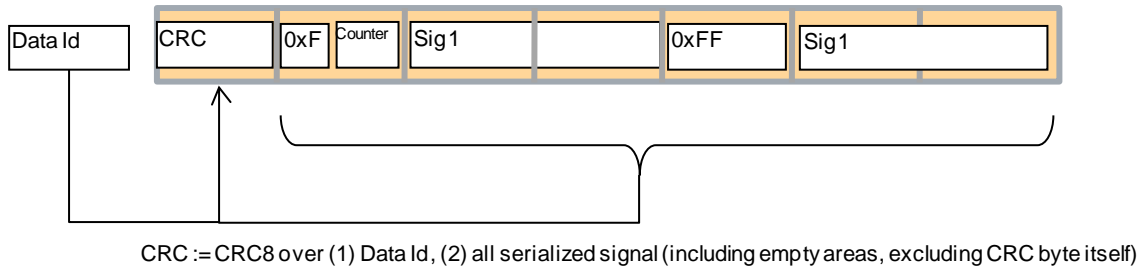 Data Id
CRC
0xF
Counter
Sig1
0xFF
Sig1
CRC := CRC8 over (1) Data Id, (2) all serialized signal (including empty areas, excluding CRC byte itself)